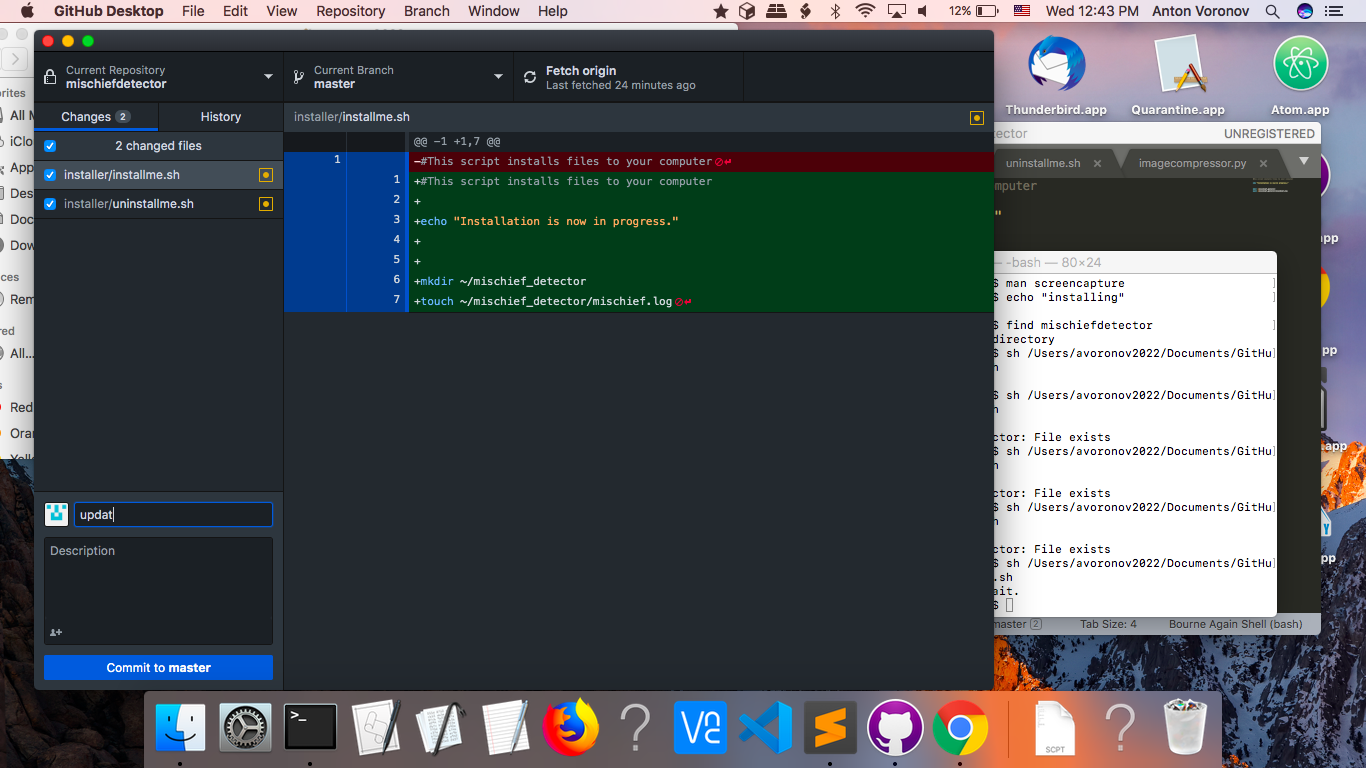 GitHub Desktop File Edit View Repository Branch Window Help 12% Wed 12:43 PM Anton Voronov
Current Repository
mischiefdetector
Current Branch
master
Fetch origin
Last fetched 24 minutes ago
Changes 2 History
2 changed files
installer/installme.sh
installer/uninstallme.sh
updat
Description
Commit to master
installer/installme.sh
@@ -1 +1,7 @@
1 -#This script installs files to your computer
1 +#This script installs files to your computer
2 +
3 +echo "Installation is now in progress."
4 +
5 +
6 +mkdir ~/mischief_detector
7 +touch ~/mischief_detector/mischief.log
orites
All M
iClo
App
Des
Doc
Dow
ces
Rem
red
All...
s
Red
Oran
Yello
Thunderbird.app
Quarantine.app
Atom.app
ector UNREGISTERED
uninstallme.sh × imagecompressor.py ×
mputer
"
— -bash — 80×24
$ man screencapture ]
$ echo "installing" ]
$ find mischiefdetector ]
directory
$ sh /Users/avoronov2022/Documents/GitHu]
h
$ sh /Users/avoronov2022/Documents/GitHu]
h
ctor: File exists
$ sh /Users/avoronov2022/Documents/GitHu]
h
ctor: File exists
$ sh /Users/avoronov2022/Documents/GitHu]
h
ctor: File exists
$ sh /Users/avoronov2022/Documents/GitHu]
.sh
ait.
$
master 2 Tab Size: 4 Bourne Again Shell (bash)
pp
pp
.app
pp
>_
SCPT